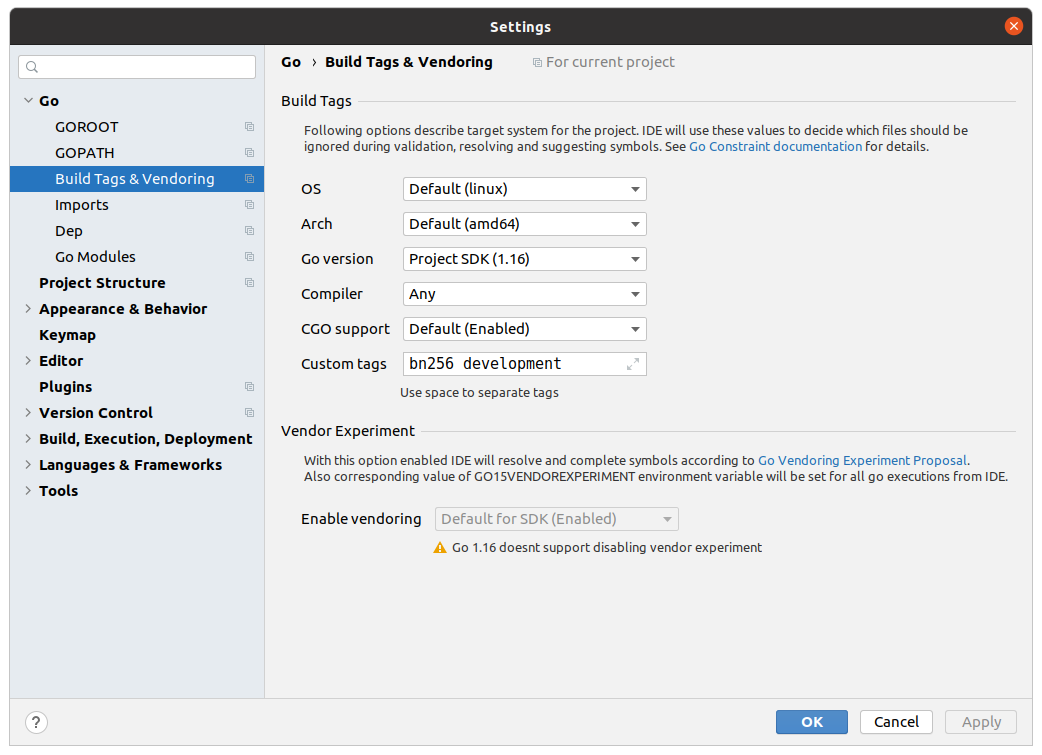 Settings
Go
GOROOT
GOPATH
Build Tags & Vendoring
Imports
Dep
Go Modules
Project Structure
Appearance & Behavior
Keymap
Editor
Plugins
Version Control
Build, Execution, Deployment
Languages & Frameworks
Tools
Go › Build Tags & Vendoring For current project
Build Tags
Following options describe target system for the project. IDE will use these values to decide which files should be
ignored during validation, resolving and suggesting symbols. See Go Constraint documentation for details.
OS Default (linux)
Arch Default (amd64)
Go version Project SDK (1.16)
Compiler Any
CGO support Default (Enabled)
Custom tags bn256 development
Use space to separate tags
Vendor Experiment
With this option enabled IDE will resolve and complete symbols according to Go Vendoring Experiment Proposal.
Also corresponding value of GO15VENDOREXPERIMENT environment variable will be set for all go executions from IDE.
Enable vendoring Default for SDK (Enabled)
Go 1.16 doesnt support disabling vendor experiment
? OK Cancel Apply